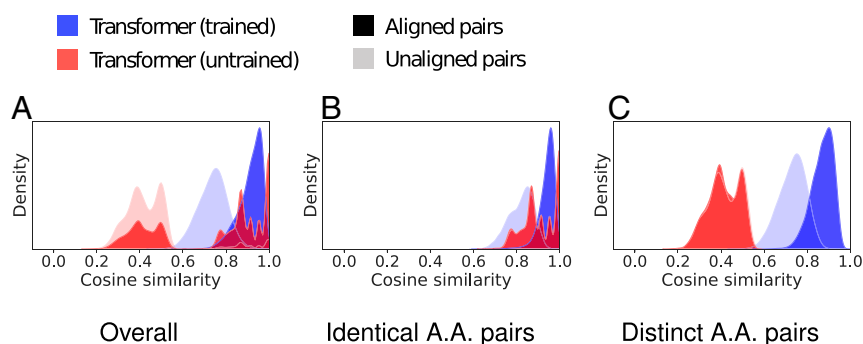 Transformer (trained)
Transformer (untrained)
Aligned pairs
Unaligned pairs
A
Density
0.0 0.2 0.4 0.6 0.8 1.0
Cosine similarity
Overall
B
Density
0.0 0.2 0.4 0.6 0.8 1.0
Cosine similarity
Identical A.A. pairs
C
Density
0.0 0.2 0.4 0.6 0.8 1.0
Cosine similarity
Distinct A.A. pairs